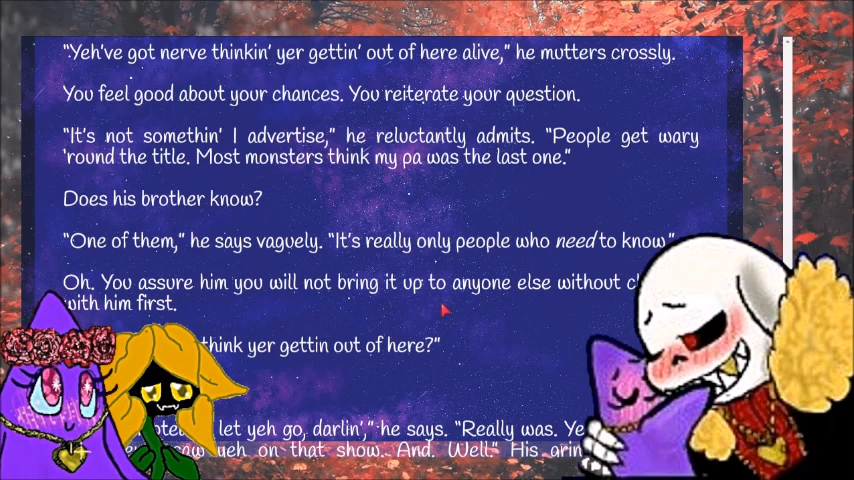 “Yeh’ve got nerve thinkin’ yer gettin’ out of here alive,” he mutters crossly.
You feel good about your chances. You reiterate your question.
“It’s not somethin’ I advertise,” he reluctantly admits. “People get wary
’round the title. Most monsters think my pa was the last one.”
Does his brother know?
“One of them,” he says vaguely. “It’s really only people who need to know”
Oh. You assure him you will not bring it up to anyone else without
with him first.
think yer gettin out of here?”
let yeh go, darlin’,” he says. “Really was.
yeh on that show. And. Well.” His